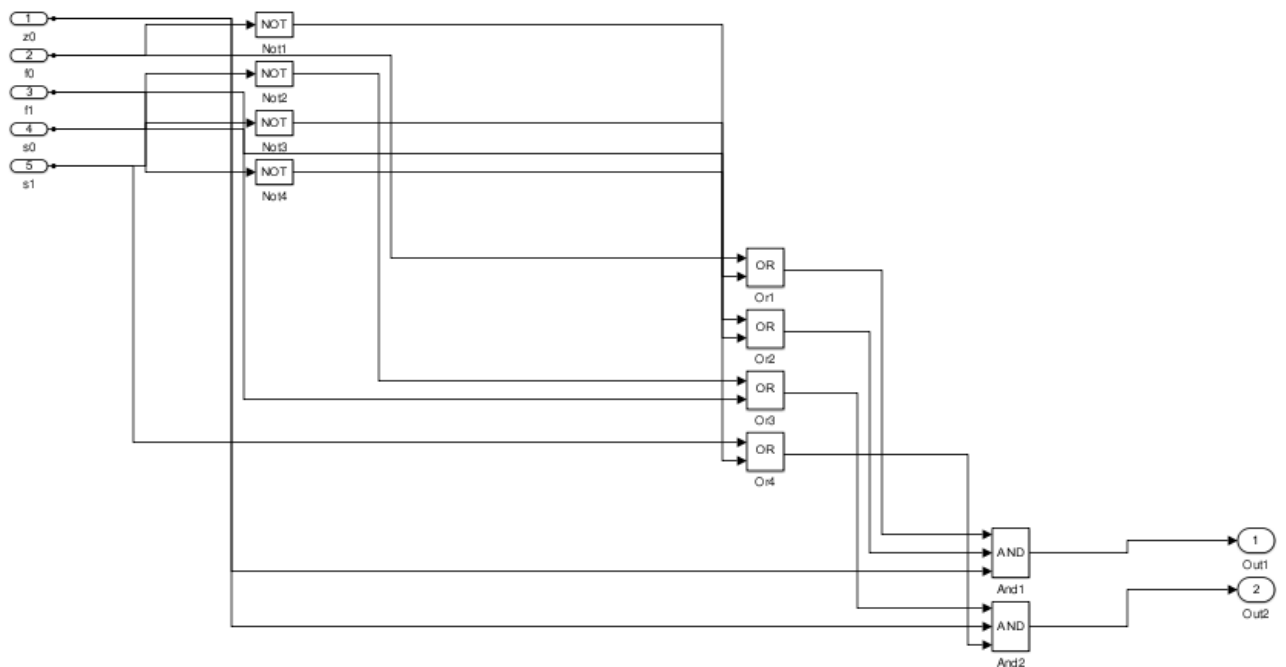 1
z0
2
f0
3
f1
4
s0
5
s1
NOT
Not1
NOT
Not2
NOT
Not3
NOT
Not4
OR
Or1
OR
Or2
OR
Or3
OR
Or4
AND
And1
AND
And2
1
Out1
2
Out2